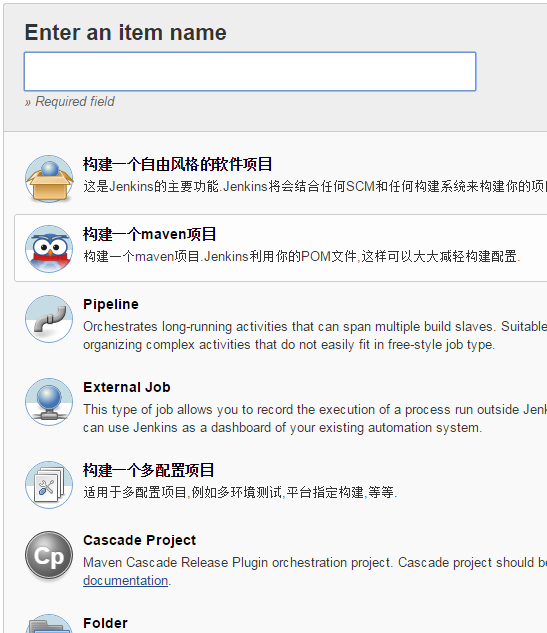 Enter an item name
» Required field
构建一个自由风格的软件项目
这是Jenkins的主要功能.Jenkins将会结合任何SCM和任何构建系统来构建你的项
构建一个maven项目
构建一个maven项目.Jenkins利用你的POM文件,这样可以大大减轻构建配置.
Pipeline
Orchestrates long-running activities that can span multiple build slaves. Suitable
organizing complex activities that do not easily fit in free-style job type.
External Job
This type of job allows you to record the execution of a process run outside Jenk
can use Jenkins as a dashboard of your existing automation system.
构建一个多配置项目
适用于多配置项目,例如多环境测试,平台指定构建,等等.
Cp
Cascade Project
Maven Cascade Release Plugin orchestration project. Cascade project should be
documentation.
Folder